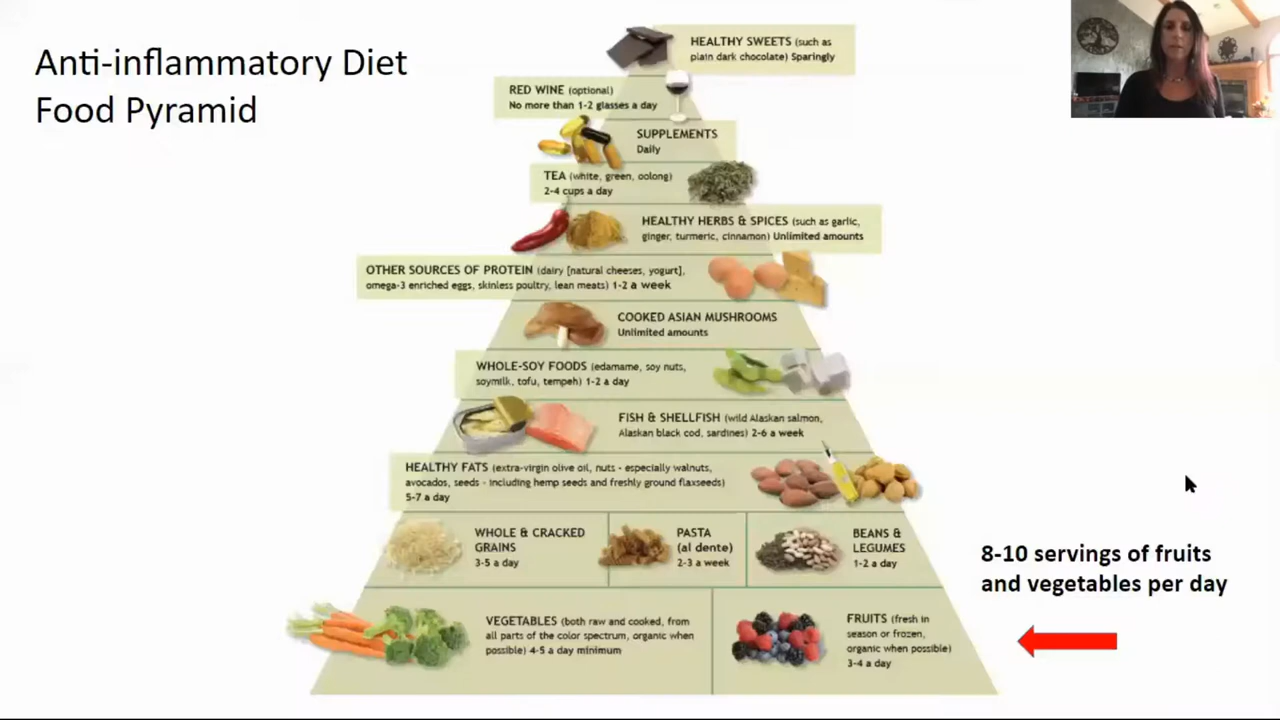 Anti-inflammatory Diet
Food Pyramid
HEALTHY SWEETS (such as
plain dark chocolate) Sparingly
RED WINE (optional)
No more than 1-2 glasses a day
SUPPLEMENTS
Daily
TEA (white, green, oolong)
2-4 cups a day
HEALTHY HERBS & SPICES (such as garlic,
ginger, turmeric, cinnamon) Unlimited amounts
OTHER SOURCES OF PROTEIN (dairy [natural cheeses, yogurt],
omega-3 enriched eggs, skinless poultry, lean meats) 1-2 a week
COOKED ASIAN MUSHROOMS
Unlimited amounts
WHOLE-SOY FOODS (edamame, soy nuts,
soymilk, tofu, tempeh) 1-2 a day
FISH & SHELLFISH (wild Alaskan salmon,
Alaskan black cod, sardines) 2-6 a week
HEALTHY FATS (extra-virgin olive oil, nuts - especially walnuts,
avocados, seeds - including hemp seeds and freshly ground flaxseeds)
5-7 a day
WHOLE & CRACKED
GRAINS
3-5 a day
PASTA
(al dente)
2-3 a week
BEANS &
LEGUMES
1-2 a day
8-10 servings of fruits
and vegetables per day
VEGETABLES (both raw and cooked, from
all parts of the color spectrum, organic when
possible) 4-5 a day minimum
FRUITS (fresh in
season or frozen,
organic when possible)
3-4 a day